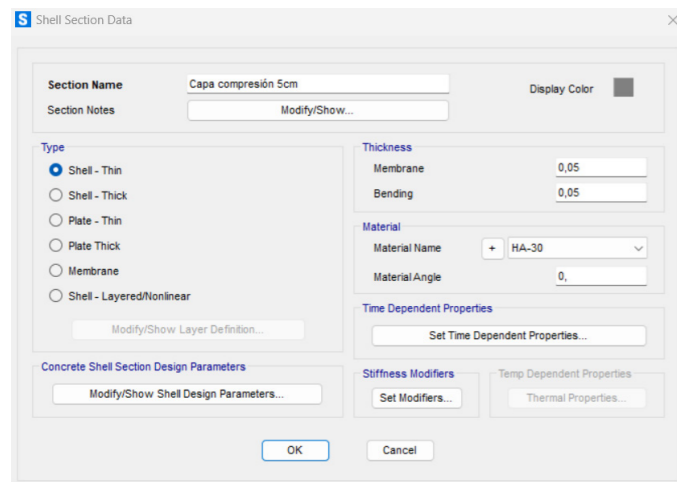 S Shell Section Data
Section Name Capa compresión 5cm Display Color
Section Notes Modify/Show...
Type
Shell - Thin
Shell - Thick
Plate - Thin
Plate Thick
Membrane
Shell - Layered/Nonlinear
Modify/Show Layer Definition...
Concrete Shell Section Design Parameters
Modify/Show Shell Design Parameters...
Thickness
Membrane 0,05
Bending 0,05
Material
Material Name + HA-30
Material Angle 0,
Time Dependent Properties
Set Time Dependent Properties...
Stiffness Modifiers
Set Modifiers...
Temp Dependent Properties
Thermal Properties...
OK Cancel